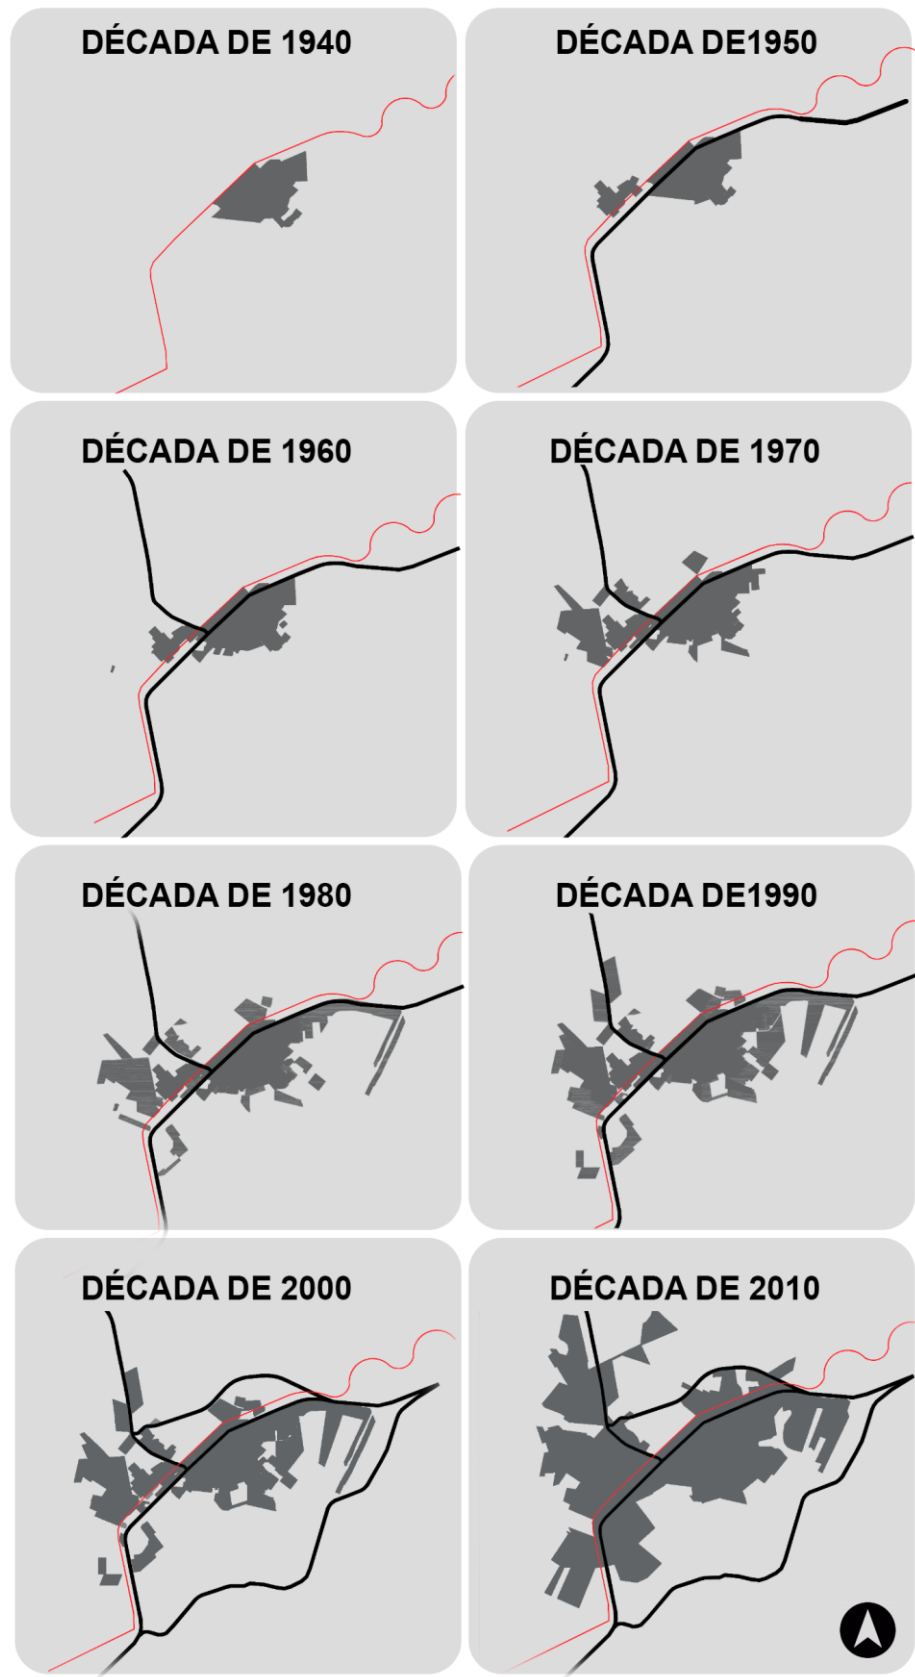 DÉCADA DE 1940
DÉCADA DE1950
DÉCADA DE 1960
DÉCADA DE 1970
DÉCADA DE 1980
DÉCADA DE1990
DÉCADA DE 2000
DÉCADA DE 2010